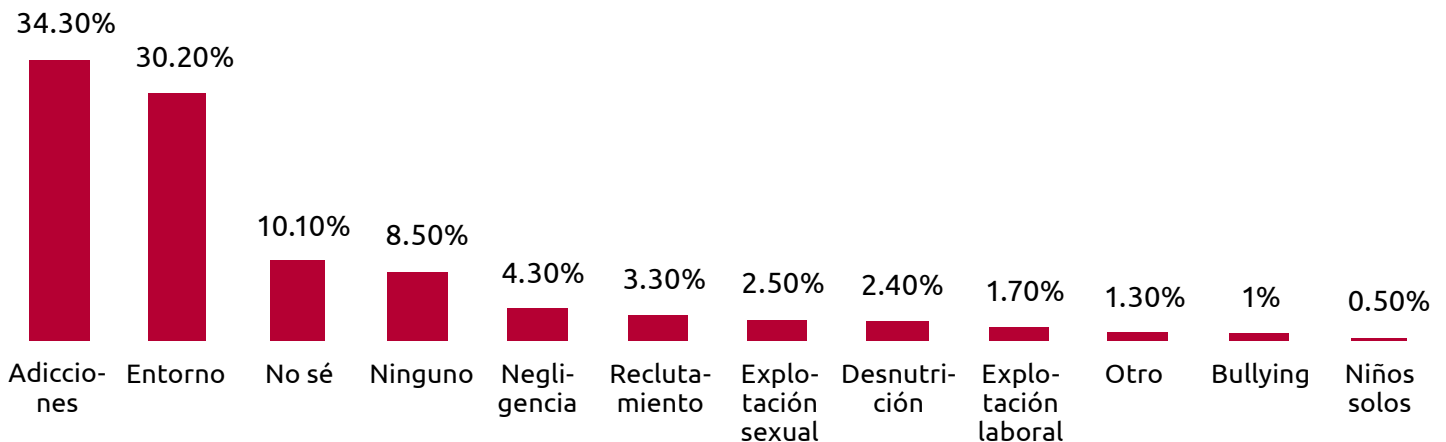 34.30%
30.20%
10.10%
8.50%
4.30%
3.30%
2.50%
2.40%
1.70%
1.30%
1%
0.50%
Adiccio-
nes
Entorno
No sé
Ninguno
Negli-
gencia
Recluta-
miento
Explo-
tación
sexual
Desnutri-
ción
Explo-
tación
laboral
Otro
Bullying
Niños
solos